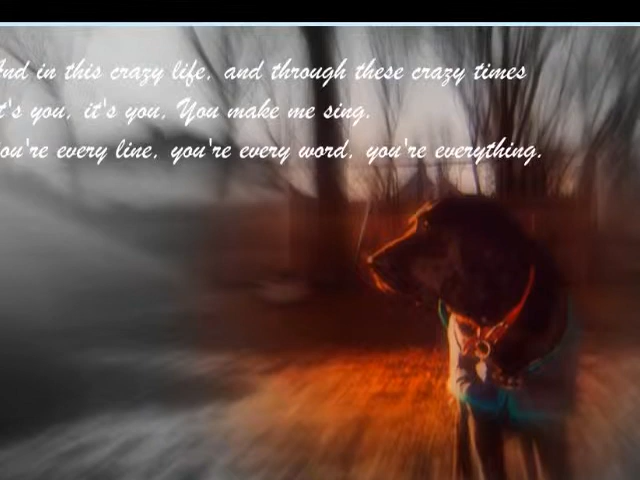 And in this crazy life, and through these crazy times
t's you, it's you, You make me sing.
ou're every line, you're every word, you're everything.